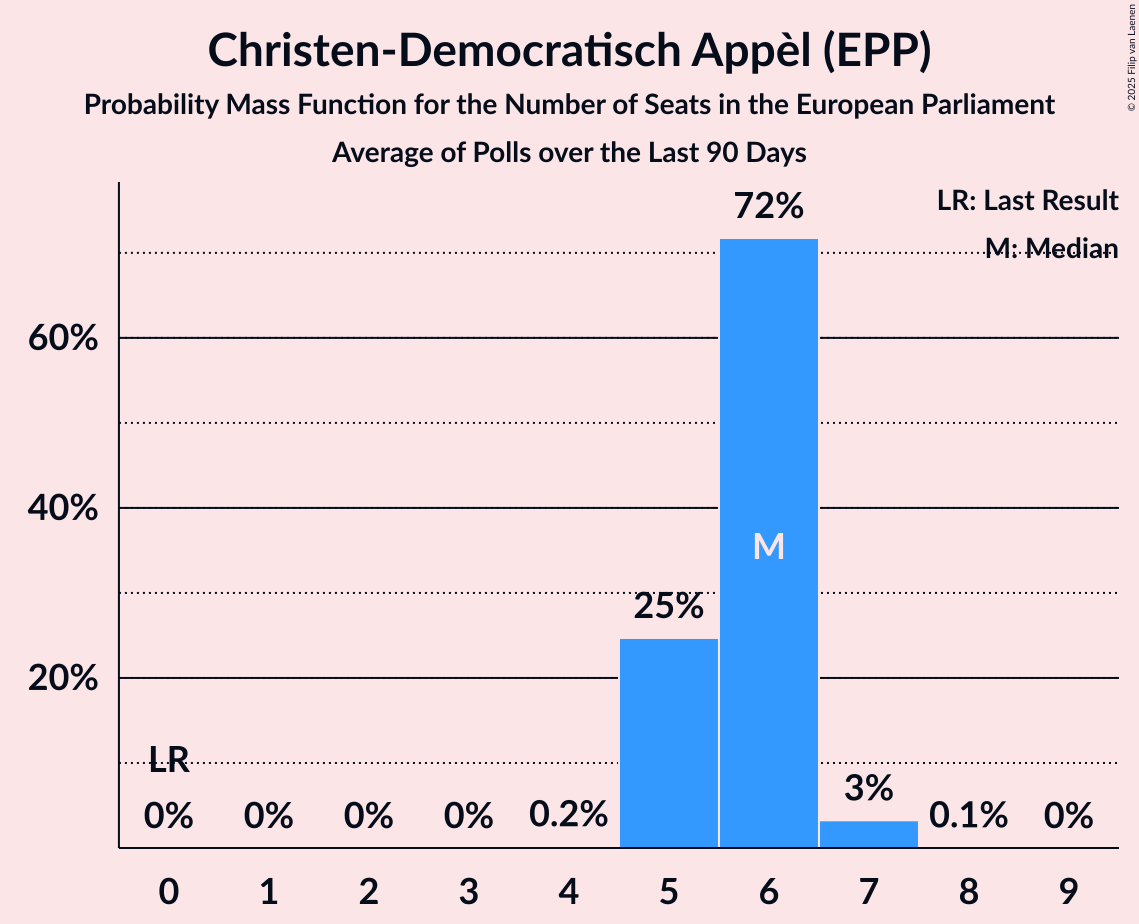 Christen-Democratisch Appèl (EPP)
Probability Mass Function for the Number of Seats in the European Parliament
Average of Polls over the Last 90 Days
© 2025 Filip van Laenen
LR: Last Result
M: Median
72%
60%
40%
M
25%
20%
LR
3%
0% 0% 0% 0% 0.2% 0.1% 0%
0 1 2 3 4 5 6 7 8 9